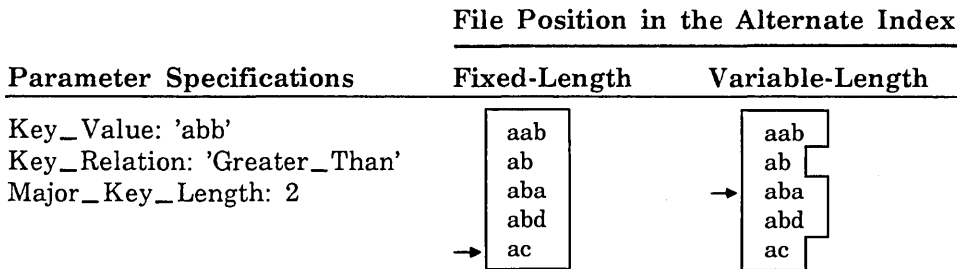 File Position in the Alternate Index
Parameter Specifications Fixed-Length Variable-Length
Key_Value: 'abb' aab aab
Key_Relation: 'Greater_Than' ab ab
Major_Key_Length: 2 aba → aba
abd abd
→ ac ac